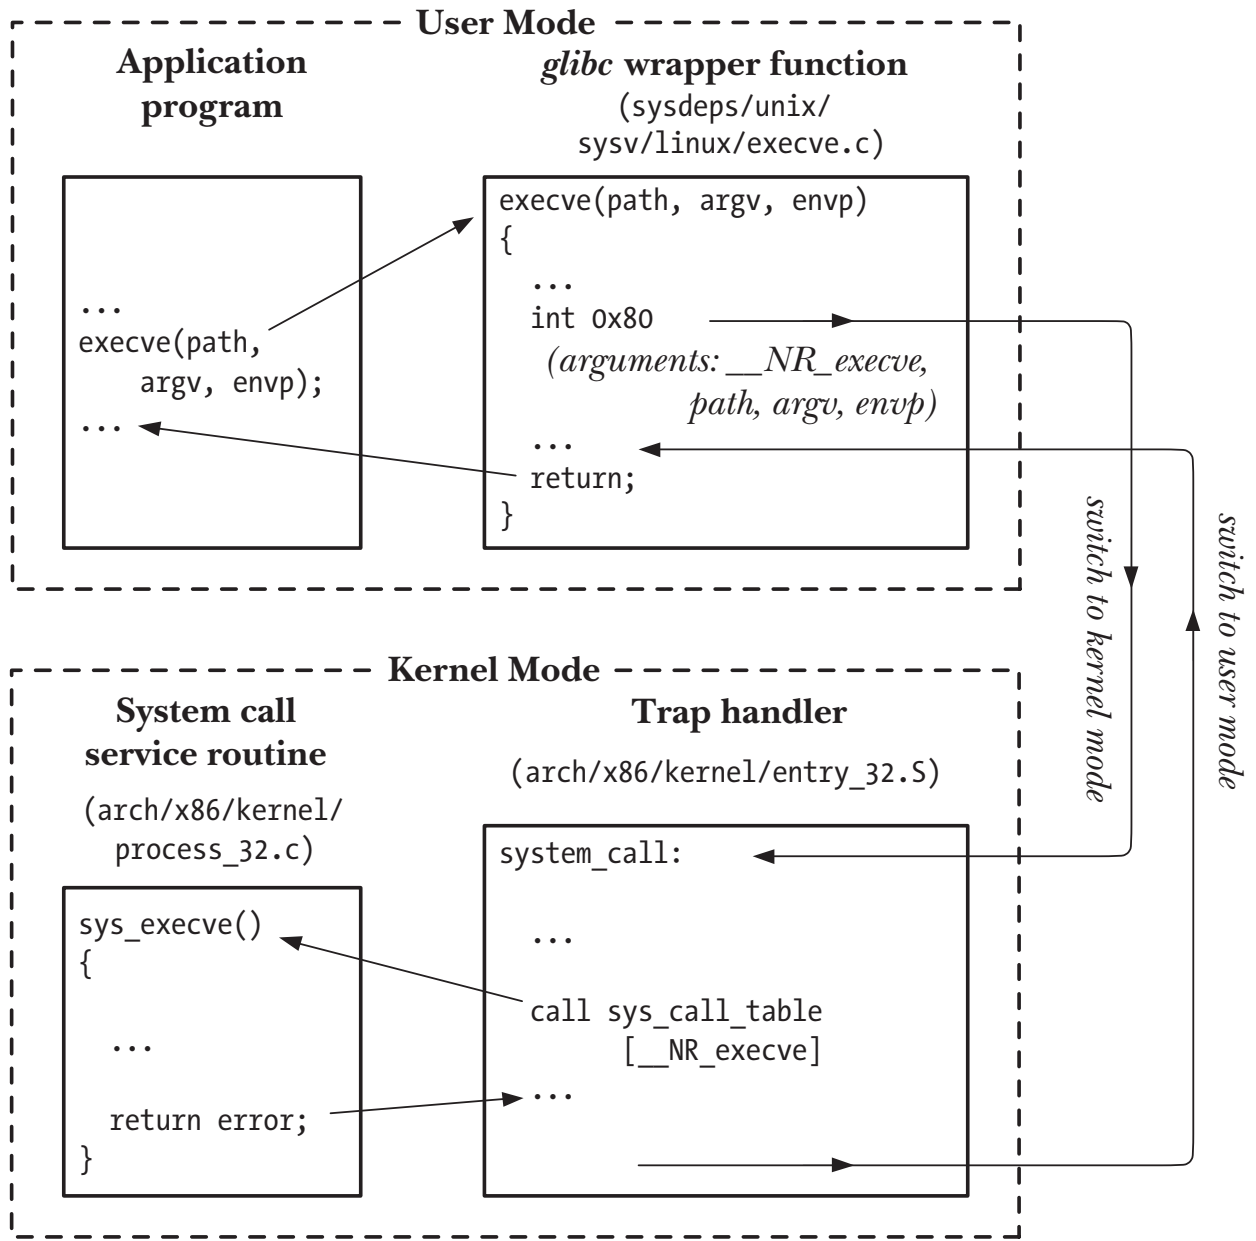 User Mode
Application
program
glibc wrapper function
(sysdeps/unix/
sysv/linux/execve.c)
...
execve(path,
argv, envp);
...
execve(path, argv, envp)
{
...
int 0x80
(arguments: __NR_execve,
path, argv, envp)
...
return;
}
switch to kernel mode
switch to user mode
Kernel Mode
System call
service routine
(arch/x86/kernel/
process_32.c)
Trap handler
(arch/x86/kernel/entry_32.S)
sys_execve()
{
...
return error;
}
system_call:
...
call sys_call_table
[__NR_execve]
...